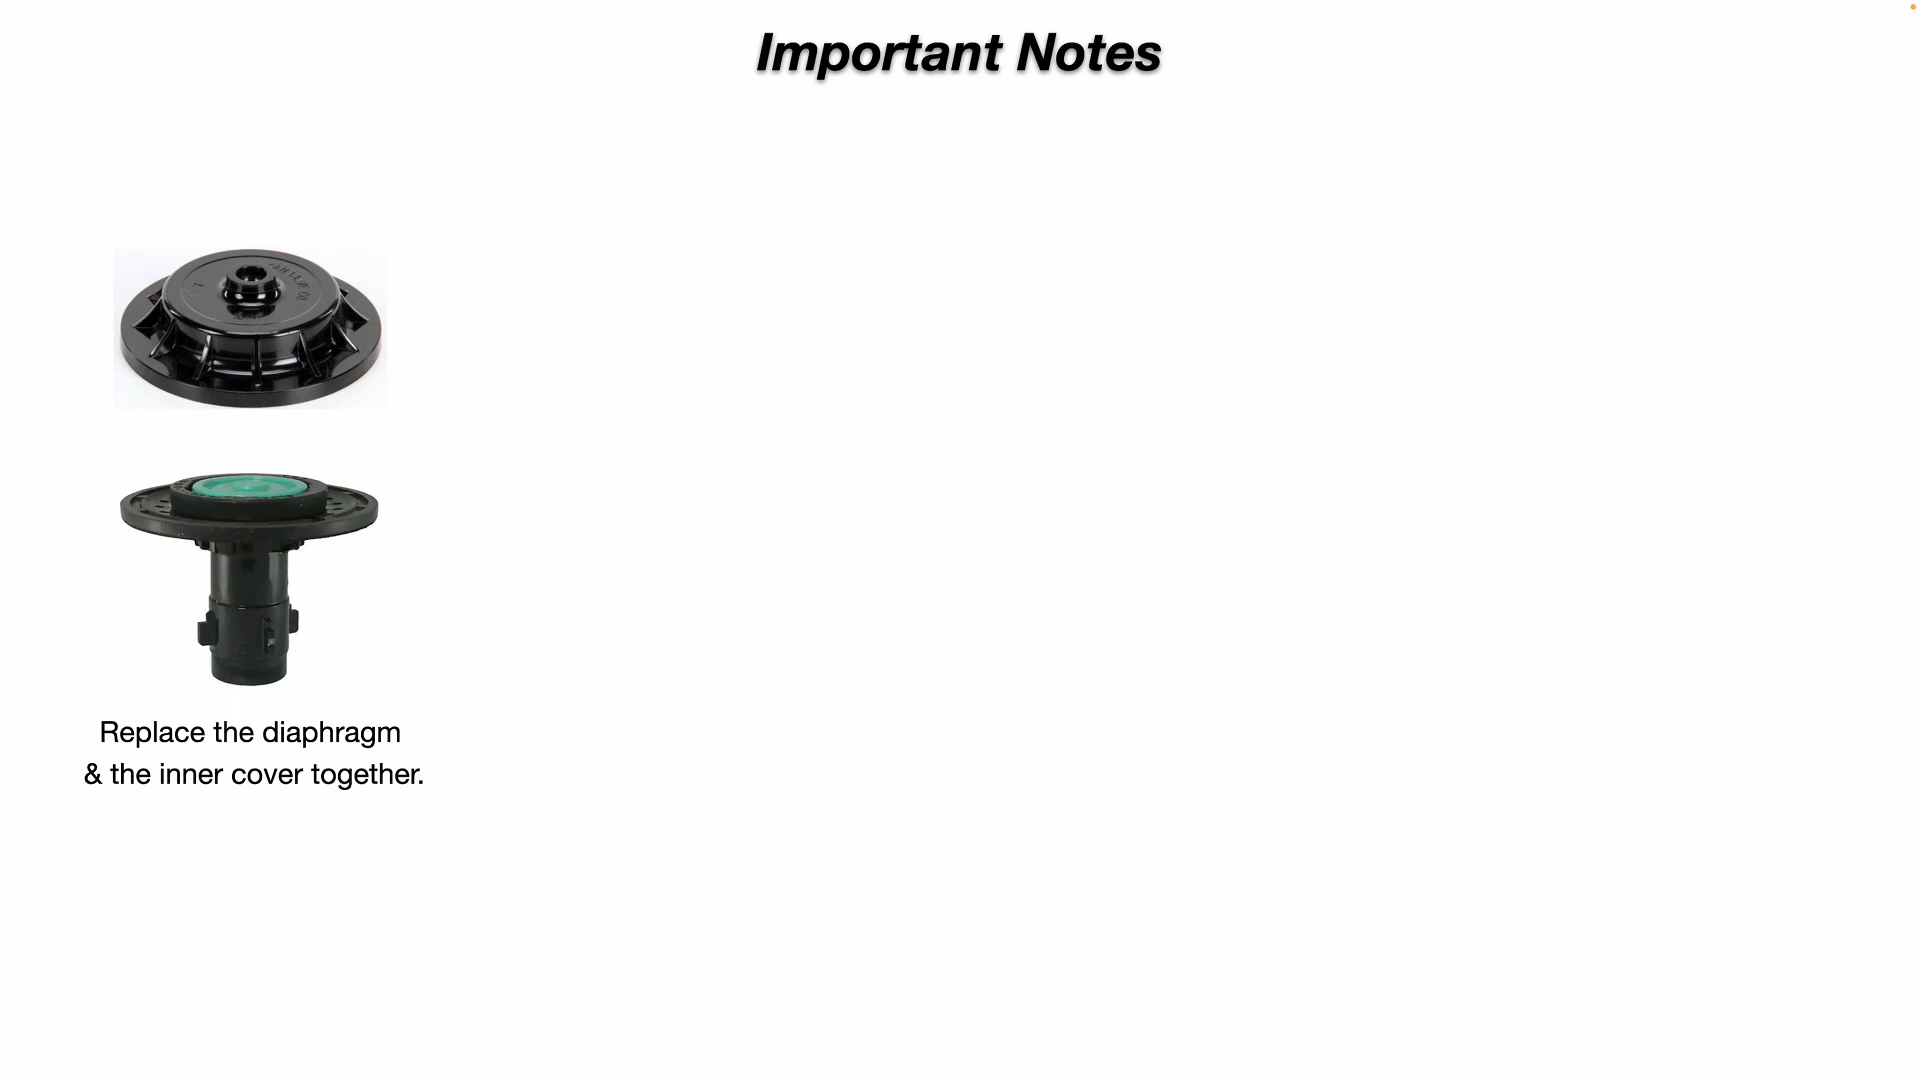 Important Notes
Replace the diaphragm
& the inner cover together.